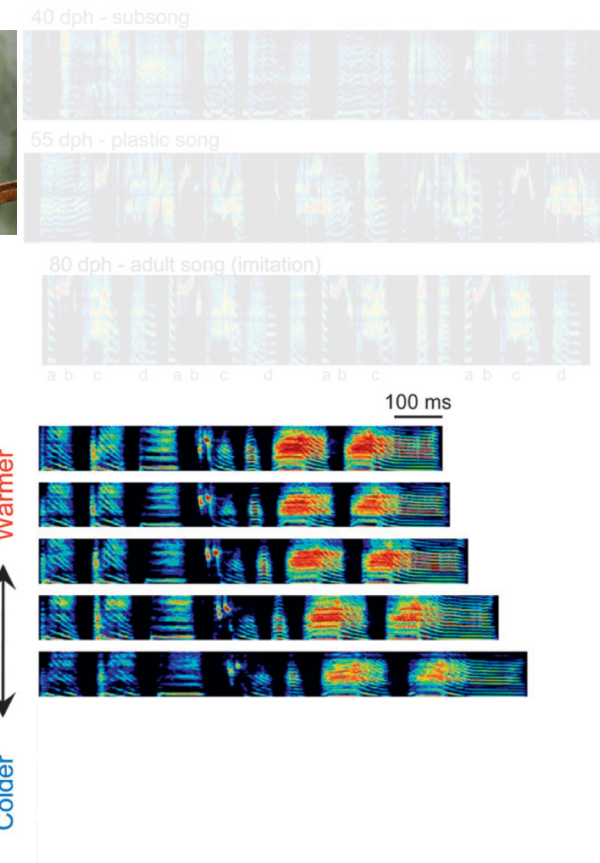 40 dph - subsong
55 dph - plastic song
80 dph - adult song (imitation)
a b c d a b c d a b c a b c d
100 ms
Warmer
Colder